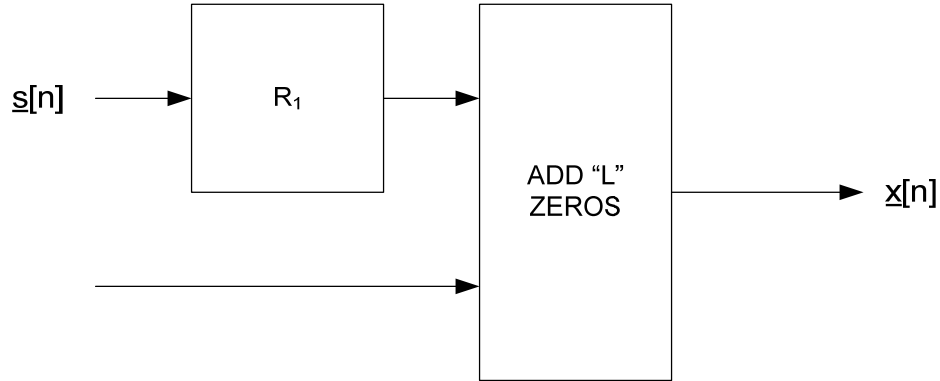 s[n]
R₁
ADD “L”
ZEROS
x[n]